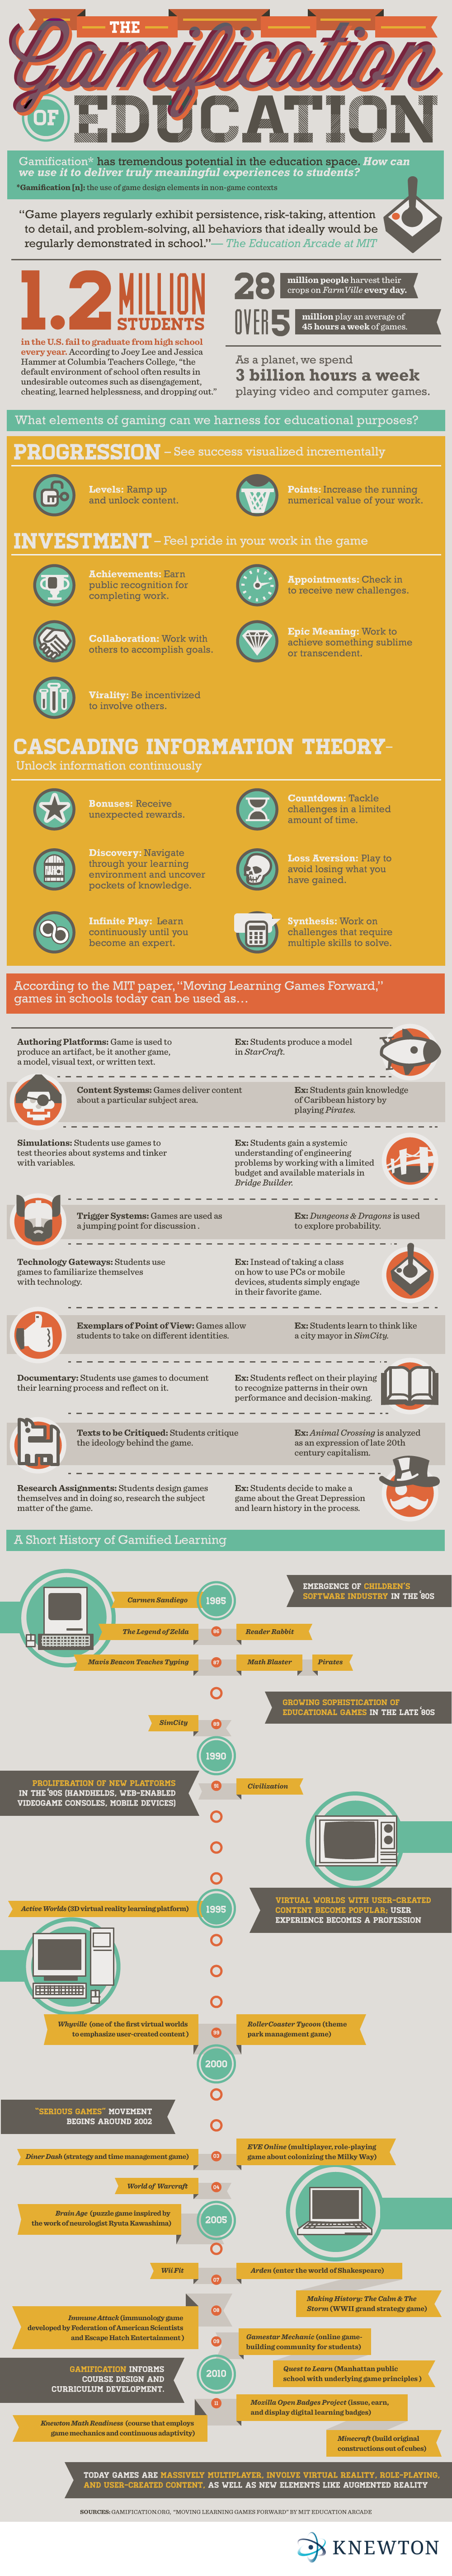 THE
Gamification
OF EDUCATION
Gamification* has tremendous potential in the education space. How can
we use it to deliver truly meaningful experiences to students?
*Gamification [n]: the use of game design elements in non-game contexts
“Game players regularly exhibit persistence, risk-taking, attention
to detail, and problem-solving, all behaviors that ideally would be
regularly demonstrated in school.”— The Education Arcade at MIT
1.2 MILLION
STUDENTS
in the U.S. fail to graduate from high school
every year. According to Joey Lee and Jessica
Hammer at Columbia Teachers College, “the
default environment of school often results in
undesirable outcomes such as disengagement,
cheating, learned helplessness, and dropping out.”
28 million people harvest their
crops on FarmVille every day.
OVER 5 million play an average of
45 hours a week of games.
As a planet, we spend
3 billion hours a week
playing video and computer games.
What elements of gaming can we harness for educational purposes?
PROGRESSION – See success visualized incrementally
Levels: Ramp up
and unlock content.
Points: Increase the running
numerical value of your work.
INVESTMENT – Feel pride in your work in the game
Achievements: Earn
public recognition for
completing work.
Appointments: Check in
to receive new challenges.
Collaboration: Work with
others to accomplish goals.
Epic Meaning: Work to
achieve something sublime
or transcendent.
Virality: Be incentivized
to involve others.
CASCADING INFORMATION THEORY–
Unlock information continuously
Bonuses: Receive
unexpected rewards.
Countdown: Tackle
challenges in a limited
amount of time.
Discovery: Navigate
through your learning
environment and uncover
pockets of knowledge.
Loss Aversion: Play to
avoid losing what you
have gained.
Infinite Play: Learn
continuously until you
become an expert.
Synthesis: Work on
challenges that require
multiple skills to solve.
According to the MIT paper, “Moving Learning Games Forward,”
games in schools today can be used as...
Authoring Platforms: Game is used to
produce an artifact, be it another game,
a model, visual text, or written text.
Ex: Students produce a model
in StarCraft.
Content Systems: Games deliver content
about a particular subject area.
Ex: Students gain knowledge
of Caribbean history by
playing Pirates.
Simulations: Students use games to
test theories about systems and tinker
with variables.
Ex: Students gain a systemic
understanding of engineering
problems by working with a limited
budget and available materials in
Bridge Builder.
Trigger Systems: Games are used as
a jumping point for discussion .
Ex: Dungeons & Dragons is used
to explore probability.
Technology Gateways: Students use
games to familiarize themselves
with technology.
Ex: Instead of taking a class
on how to use PCs or mobile
devices, students simply engage
in their favorite game.
Exemplars of Point of View: Games allow
students to take on different identities.
Ex: Students learn to think like
a city mayor in SimCity.
Documentary: Students use games to document
their learning process and reflect on it.
Ex: Students reflect on their playing
to recognize patterns in their own
performance and decision-making.
Texts to be Critiqued: Students critique
the ideology behind the game.
Ex: Animal Crossing is analyzed
as an expression of late 20th
century capitalism.
Research Assignments: Students design games
themselves and in doing so, research the subject
matter of the game.
Ex: Students decide to make a
game about the Great Depression
and learn history in the process.
A Short History of Gamified Learning
EMERGENCE OF CHILDREN'S
SOFTWARE INDUSTRY IN THE '80S
Carmen Sandiego
1985
The Legend of Zelda
86
Reader Rabbit
Mavis Beacon Teaches Typing
87
Math Blaster
Pirates
GROWING SOPHISTICATION OF
EDUCATIONAL GAMES IN THE LATE '80S
SimCity
89
1990
PROLIFERATION OF NEW PLATFORMS
IN THE '90S (HANDHELDS, WEB-ENABLED
VIDEOGAME CONSOLES, MOBILE DEVICES)
91
Civilization
VIRTUAL WORLDS WITH USER-CREATED
CONTENT BECOME POPULAR; USER
EXPERIENCE BECOMES A PROFESSION
Active Worlds (3D virtual reality learning platform)
1995
Whyville (one of the first virtual worlds
to emphasize user-created content )
99
RollerCoaster Tycoon (theme
park management game)
2000
"SERIOUS GAMES" MOVEMENT
BEGINS AROUND 2002
Diner Dash (strategy and time management game)
03
EVE Online (multiplayer, role-playing
game about colonizing the Milky Way)
World of Warcraft
04
Brain Age (puzzle game inspired by
the work of neurologist Ryuta Kawashima)
2005
Wii Fit
07
Arden (enter the world of Shakespeare)
Making History: The Calm & The
Storm (WWII grand strategy game)
Immune Attack (immunology game
developed by Federation of American Scientists
and Escape Hatch Entertainment )
08
09
Gamestar Mechanic (online game-
building community for students)
GAMIFICATION INFORMS
COURSE DESIGN AND
CURRICULUM DEVELOPMENT.
2010
Quest to Learn (Manhattan public
school with underlying game principles )
11
Mozilla Open Badges Project (issue, earn,
and display digital learning badges)
Knewton Math Readiness (course that employs
game mechanics and continuous adaptivity)
Minecraft (build original
constructions out of cubes)
TODAY GAMES ARE MASSIVELY MULTIPLAYER, INVOLVE VIRTUAL REALITY, ROLE-PLAYING,
AND USER-CREATED CONTENT, AS WELL AS NEW ELEMENTS LIKE AUGMENTED REALITY
SOURCES: GAMIFICATION.ORG, "MOVING LEARNING GAMES FORWARD" BY MIT EDUCATION ARCADE
KNEWTON